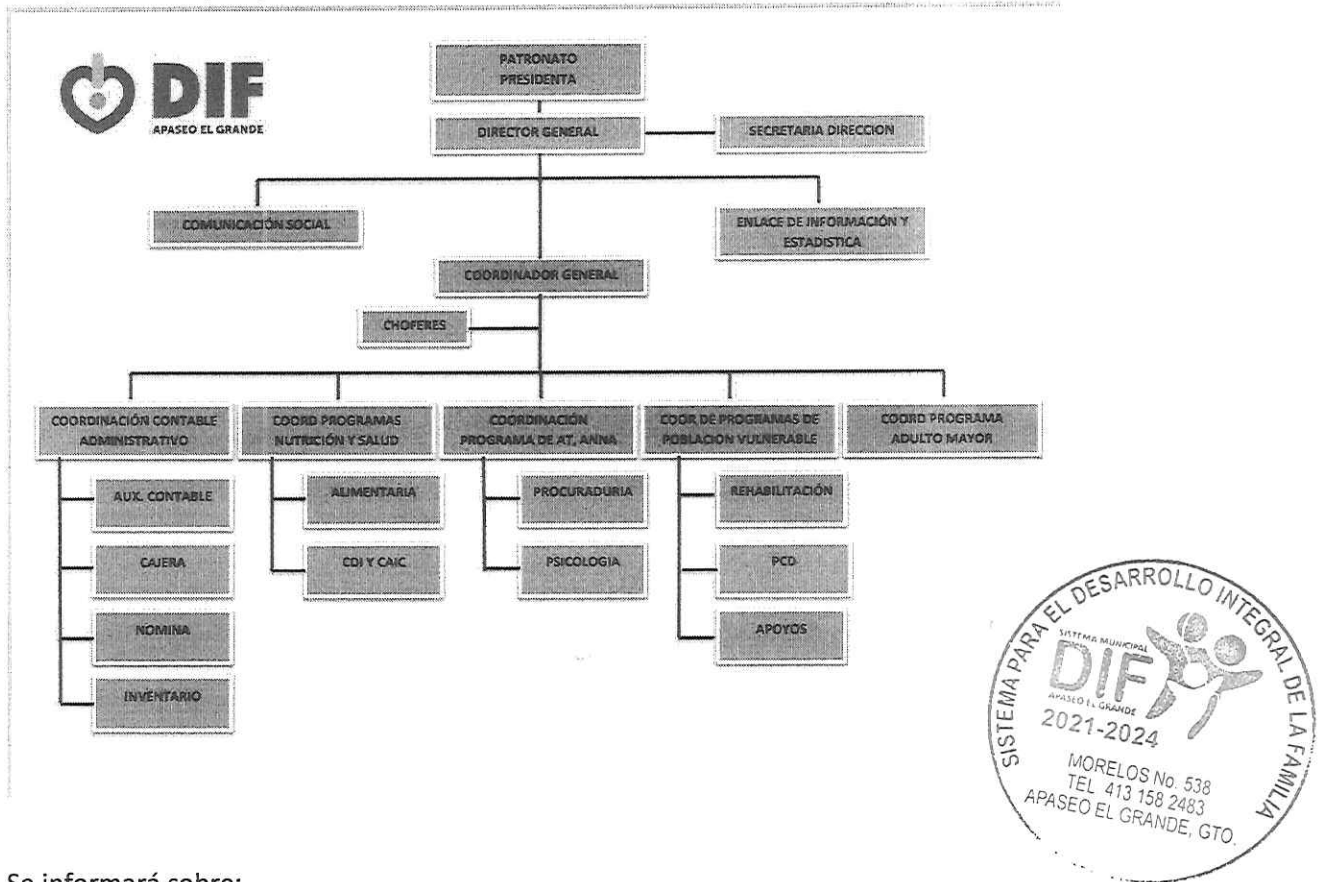 DIF
APASEO EL GRANDE
PATRONATO
PRESIDENTA
DIRECTOR GENERAL
SECRETARIA DIRECCION
COMUNICACIÓN SOCIAL
ENLACE DE INFORMACIÓN Y
ESTADISTICA
COORDINADOR GENERAL
CHOFERES
COORDINACIÓN CONTABLE
ADMINISTRATIVO
COORD PROGRAMAS
NUTRICIÓN Y SALUD
COORDINACIÓN
PROGRAMA DE AT, ANNA
COOR DE PROGRAMAS DE
POBLACION VULNERABLE
COORD PROGRAMA
ADULTO MAYOR
AUX. CONTABLE
CAJERA
NOMINA
INVENTARIO
ALIMENTARIA
CDI Y CAIC
PROCURADURIA
PSICOLOGIA
REHABILITACIÓN
PCD
APOYOS
SISTEMA PARA EL DESARROLLO INTEGRAL DE LA FAMILIA
SISTEMA MUNICIPAL
DIF
APASEO EL GRANDE
2021-2024
MORELOS No. 538
TEL 413 158 2483
APASEO EL GRANDE, GTO.
Se informará sobre: